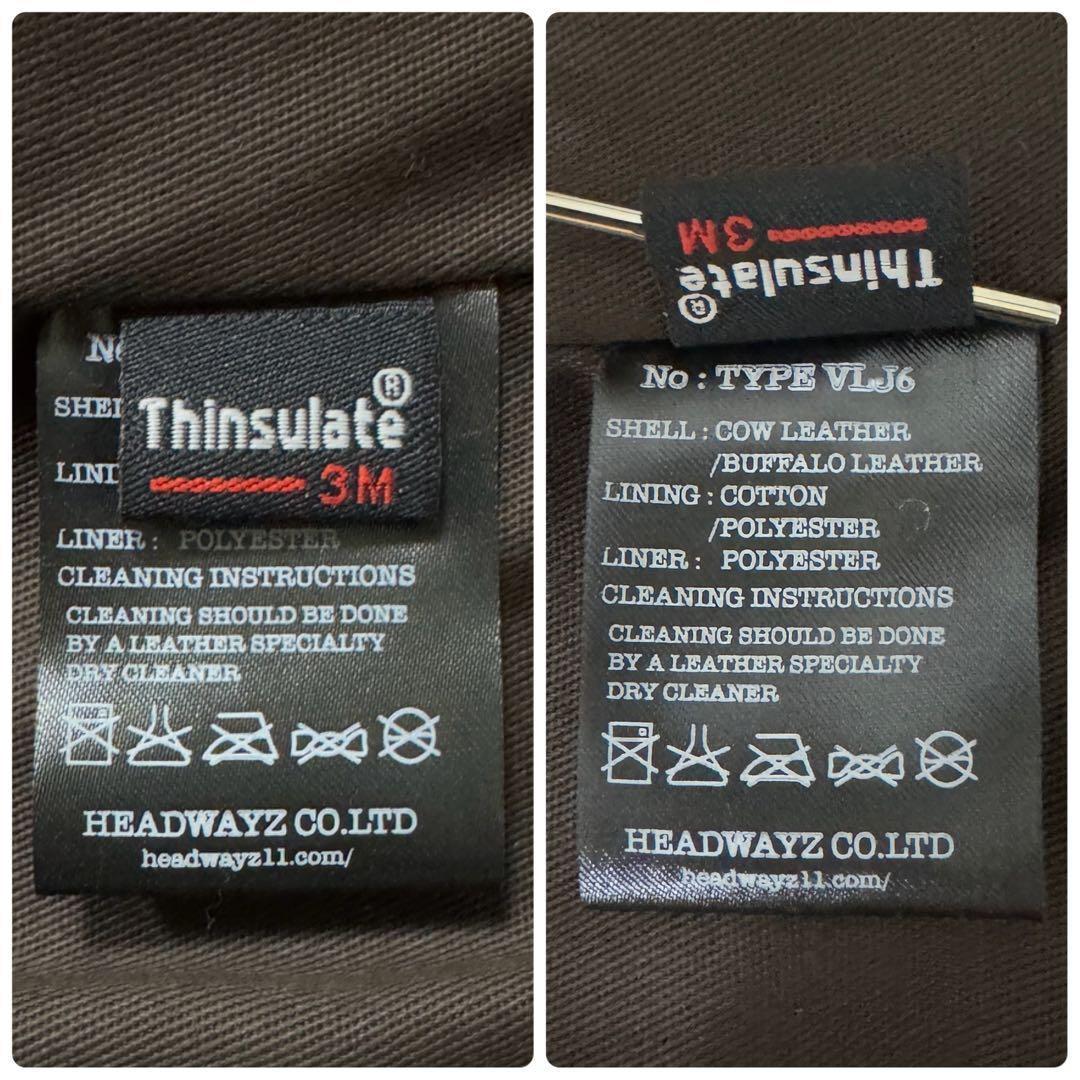 No
SHEL
LINI
Thinsulate®
3M
LINER : POLYESTER
CLEANING INSTRUCTIONS
CLEANING SHOULD BE DONE
BY A LEATHER SPECIALTY
DRY CLEANER
HEADWAYZ CO.LTD
headwayz11.com/
3M
Thinsulate®
No : TYPE VLJ6
SHELL : COW LEATHER
/BUFFALO LEATHER
LINING : COTTON
/POLYESTER
LINER : POLYESTER
CLEANING INSTRUCTIONS
CLEANING SHOULD BE DONE
BY A LEATHER SPECIALTY
DRY CLEANER
HEADWAYZ CO.LTD
headwayz11.com/